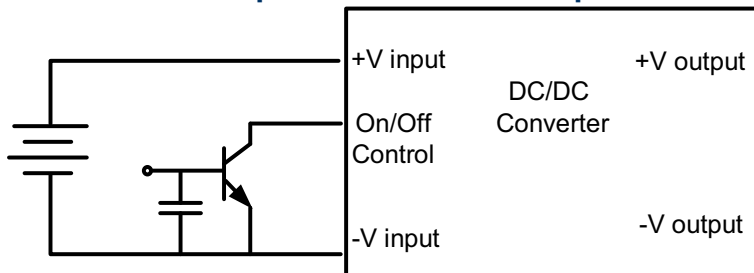 +V input
+V output
DC/DC
Converter
On/Off
Control
-V input
-V output